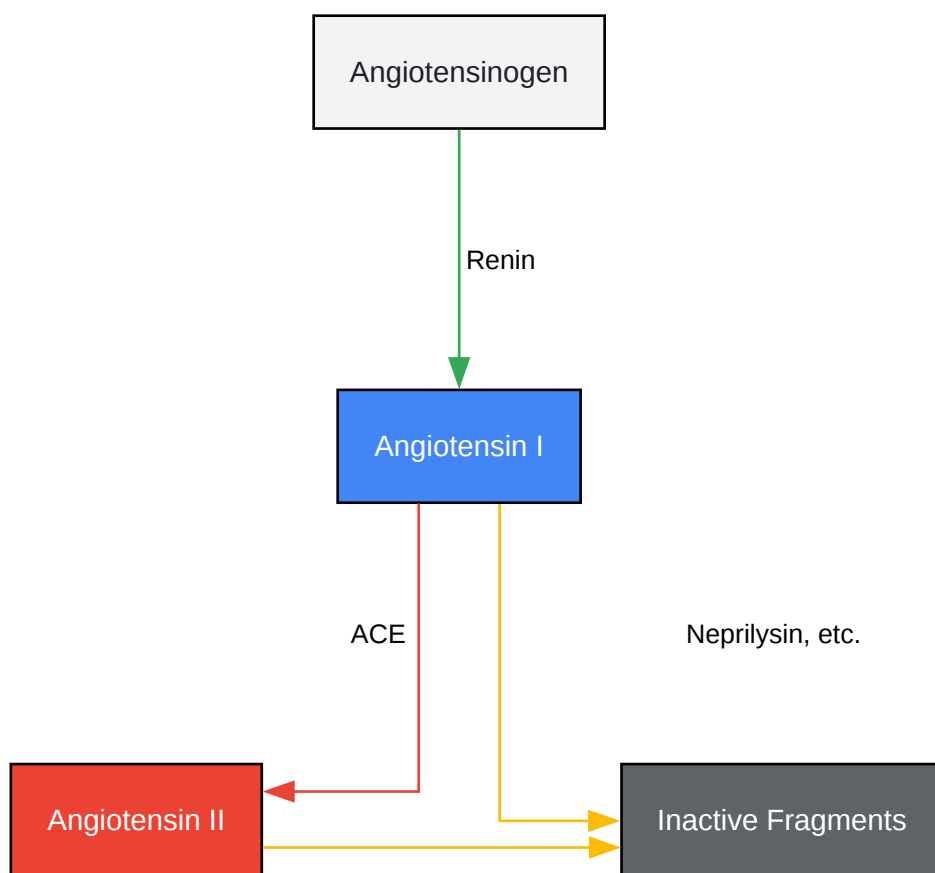 Angiotensinogen
Renin
Angiotensin I
ACE
Neprilysin, etc.
Angiotensin II
Inactive Fragments